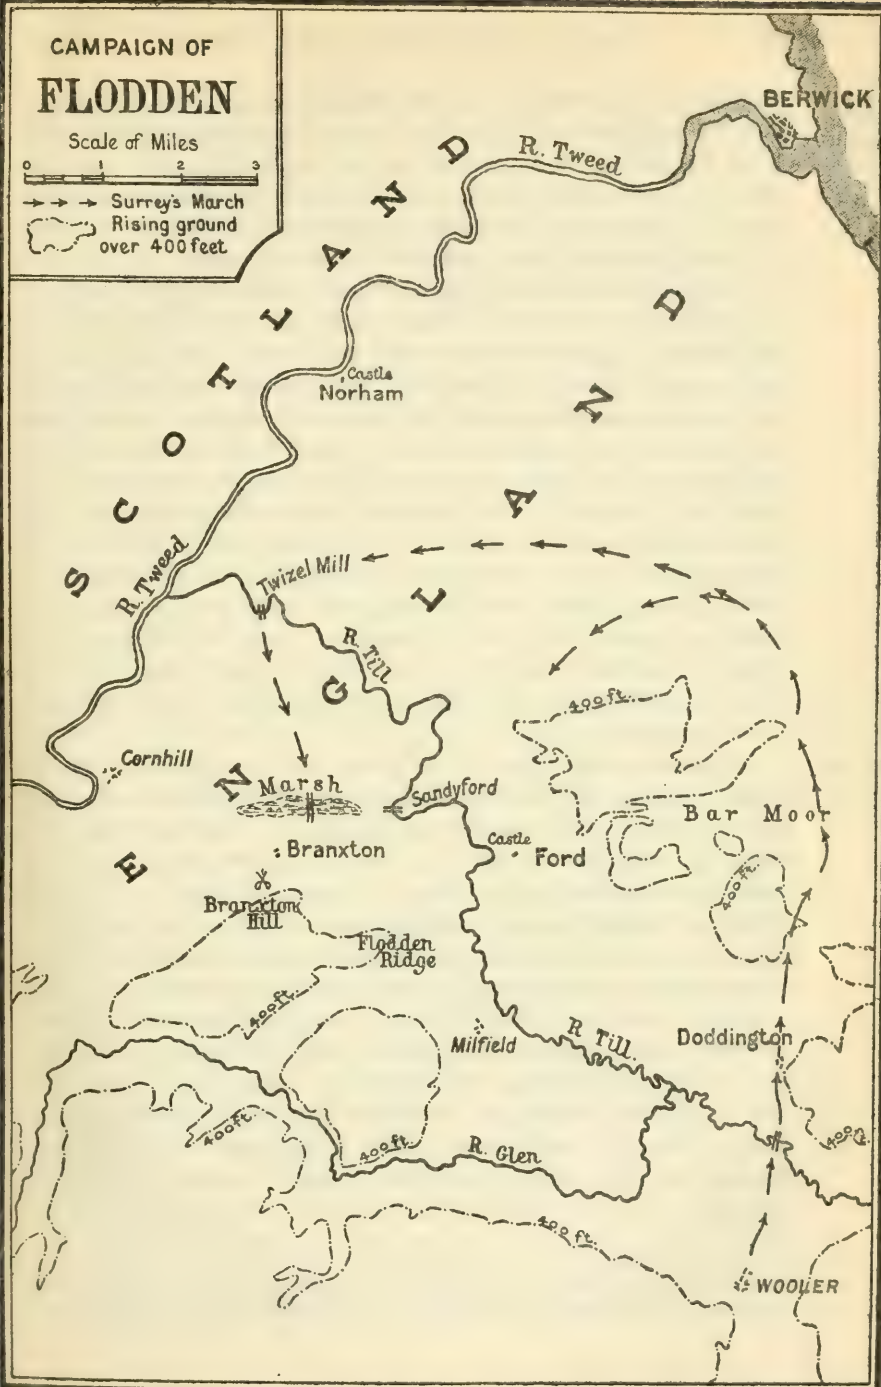 CAMPAIGN OF
FLODDEN
Scale of Miles
0 1 2 3
Surrey's March
Rising ground
over 400 feet
BERWICK
R. Tweed
SCOTLAND
Castle
Norham
ENGLAND
R. Tweed
Twizel Mill
R. Till
400 ft.
Cornhill
Marsh
Sandyford
Bar Moor
Castle
Ford
Branxton
400 ft.
Branxton
Hill
Flodden
Ridge
400 ft.
Milfield
R. Till.
Doddington
400 ft.
400 ft.
400 ft.
R. Glen
400 ft.
WOOLER